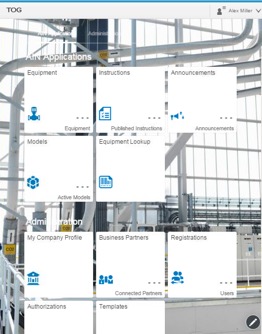 TOG
Alex Miller
AIN Applications
Equipment
Equipment
Instructions
Published Instructions
Announcements
Announcements
Models
Active Models
Equipment Lookup
Administration
My Company Profile
Business Partners
Connected Partners
Registrations
Users
Authorizations
Templates